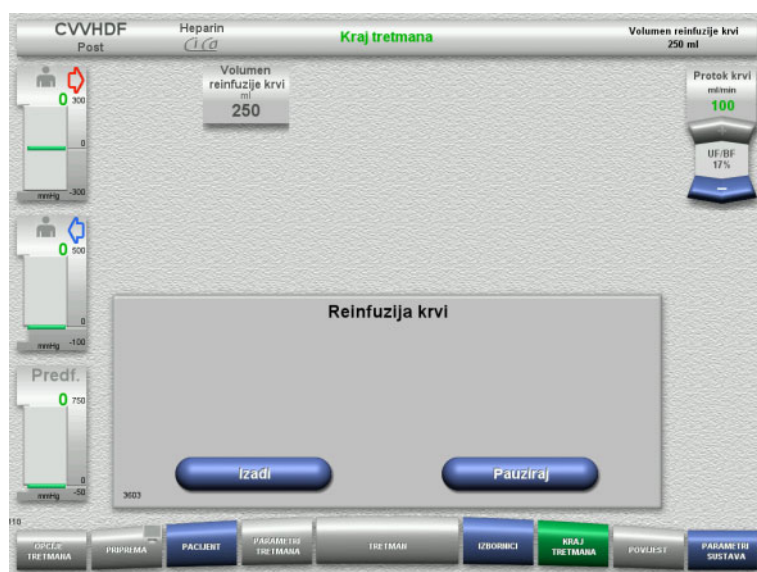 CVVHDF
Post
Heparin
Kraj tretmana
Volumen reinfuzije krvi
250 ml
Volumen
reinfuzije krvi
ml
250
Protok krvi
ml/min
100
+
UF/BF
17%
–
0
300
0
mmHg -300
0
500
0
mmHg -100
Predf.
0
750
0
mmHg -50
Reinfuzija krvi
Izađi
Pauziraj
3603
OPCIJE
TRETMANA
PRIPREMA
PACIJENT
PARAMETRI
TRETMANA
TRETMAN
IZBORNICI
KRAJ
TRETMANA
POVIJEST
PARAMETRI
SUSTAVA